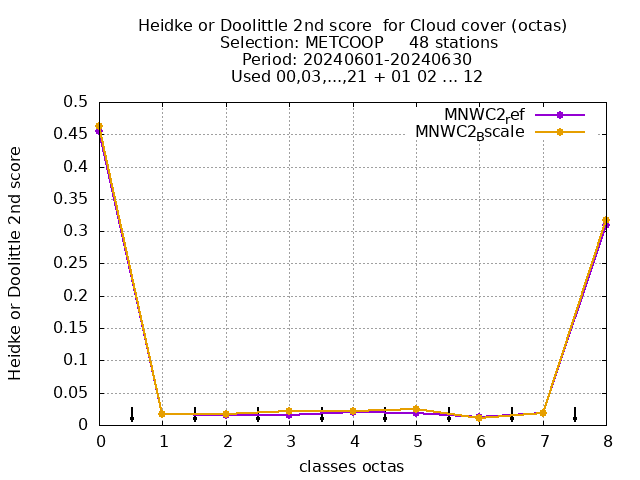 Heidke or Doolittle 2nd score  for Cloud cover (octas)
Selection: METCOOP     48 stations
Period: 20240601-20240630
Used 00,03,...,21 + 01 02 ... 12
MNWC2ref
MNWC2Bscale
Heidke or Doolittle 2nd score
0.5
0.45
0.4
0.35
0.3
0.25
0.2
0.15
0.1
0.05
0
0 1 2 3 4 5 6 7 8
classes octas